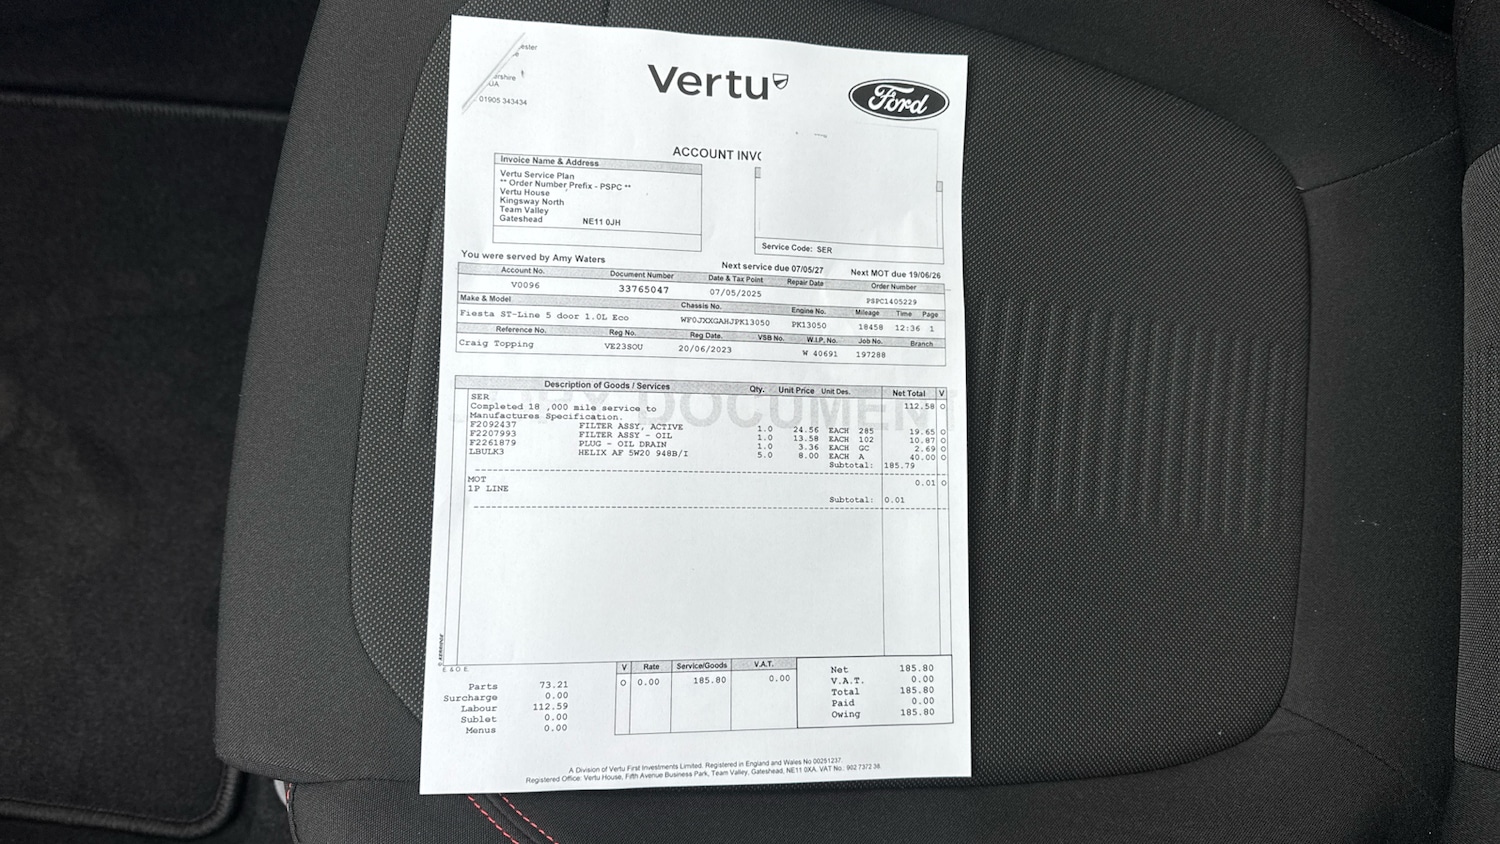 ester
e
ershire
UA
01905 343434
Vertu
Ford
ACCOUNT INVO
Invoice Name & Address
Vertu Service Plan
** Order Number Prefix - PSPC **
Vertu House
Kingsway North
Team Valley
Gateshead NE11 0JH
Service Code: SER
You were served by Amy Waters Next service due 07/05/27 Next MOT due 19/06/26
Account No. Document Number Date & Tax Point Repair Date Order Number
V0096 33765047 07/05/2025 PSPC1405229
Make & Model Chassis No. Engine No. Mileage Time Page
Fiesta ST-Line 5 door 1.0L Eco WF0JXXGAHJPK13050 PK13050 18458 12:36 1
Reference No. Reg No. Reg Date. VSB No. W.I.P. No. Job No. Branch
Craig Topping VE23SOU 20/06/2023 W 40691 197288
Description of Goods / Services Qty. Unit Price Unit Des. Net Total V
SER 112.58 O
Completed 18 ,000 mile service to
Manufactures Specification.
F2092437 FILTER ASSY, ACTIVE 1.0 24.56 EACH 285 19.65 O
F2207993 FILTER ASSY - OIL 1.0 13.58 EACH 102 10.87 O
F2261879 PLUG - OIL DRAIN 1.0 3.36 EACH GC 2.69 O
LBULK3 HELIX AF 5W20 948B/I 5.0 8.00 EACH A 40.00 O
Subtotal: 185.79
MOT 0.01 O
1P LINE
Subtotal: 0.01
DOCUMENT
KERRIDGE
E. & O.E.
V Rate Service/Goods V.A.T.
O 0.00 185.80 0.00
Parts 73.21
Surcharge 0.00
Labour 112.59
Sublet 0.00
Menus 0.00
Net 185.80
V.A.T. 0.00
Total 185.80
Paid 0.00
Owing 185.80
A Division of Vertu First Investments Limited. Registered in England and Wales No 00251237.
Registered Office: Vertu House, Fifth Avenue Business Park, Team Valley, Gateshead, NE11 0XA. VAT No.: 902 7372 38.